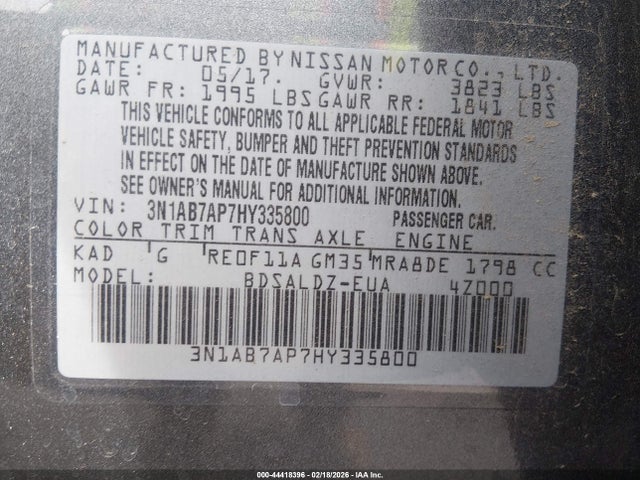 MANUFACTURED BY NISSAN MOTOR CO., LTD.
DATE: 05/17. GVWR: 3823 LBS
GAWR FR: 1995 LBS GAWR RR: 1841 LBS
THIS VEHICLE CONFORMS TO ALL APPLICABLE FEDERAL MOTOR
VEHICLE SAFETY, BUMPER AND THEFT PREVENTION STANDARDS
IN EFFECT ON THE DATE OF MANUFACTURE SHOWN ABOVE.
SEE OWNER'S MANUAL FOR ADDITIONAL INFORMATION.
VIN: 3N1AB7AP7HY335800 PASSENGER CAR.
COLOR TRIM TRANS AXLE ENGINE
KAD G RE0F11A GM35 MRA8DE 1798 CC
MODEL: BDSALDZ-EUA 4Z000
3N1AB7AP7HY335800
000-44418396 - 02/18/2026 - IAA Inc.